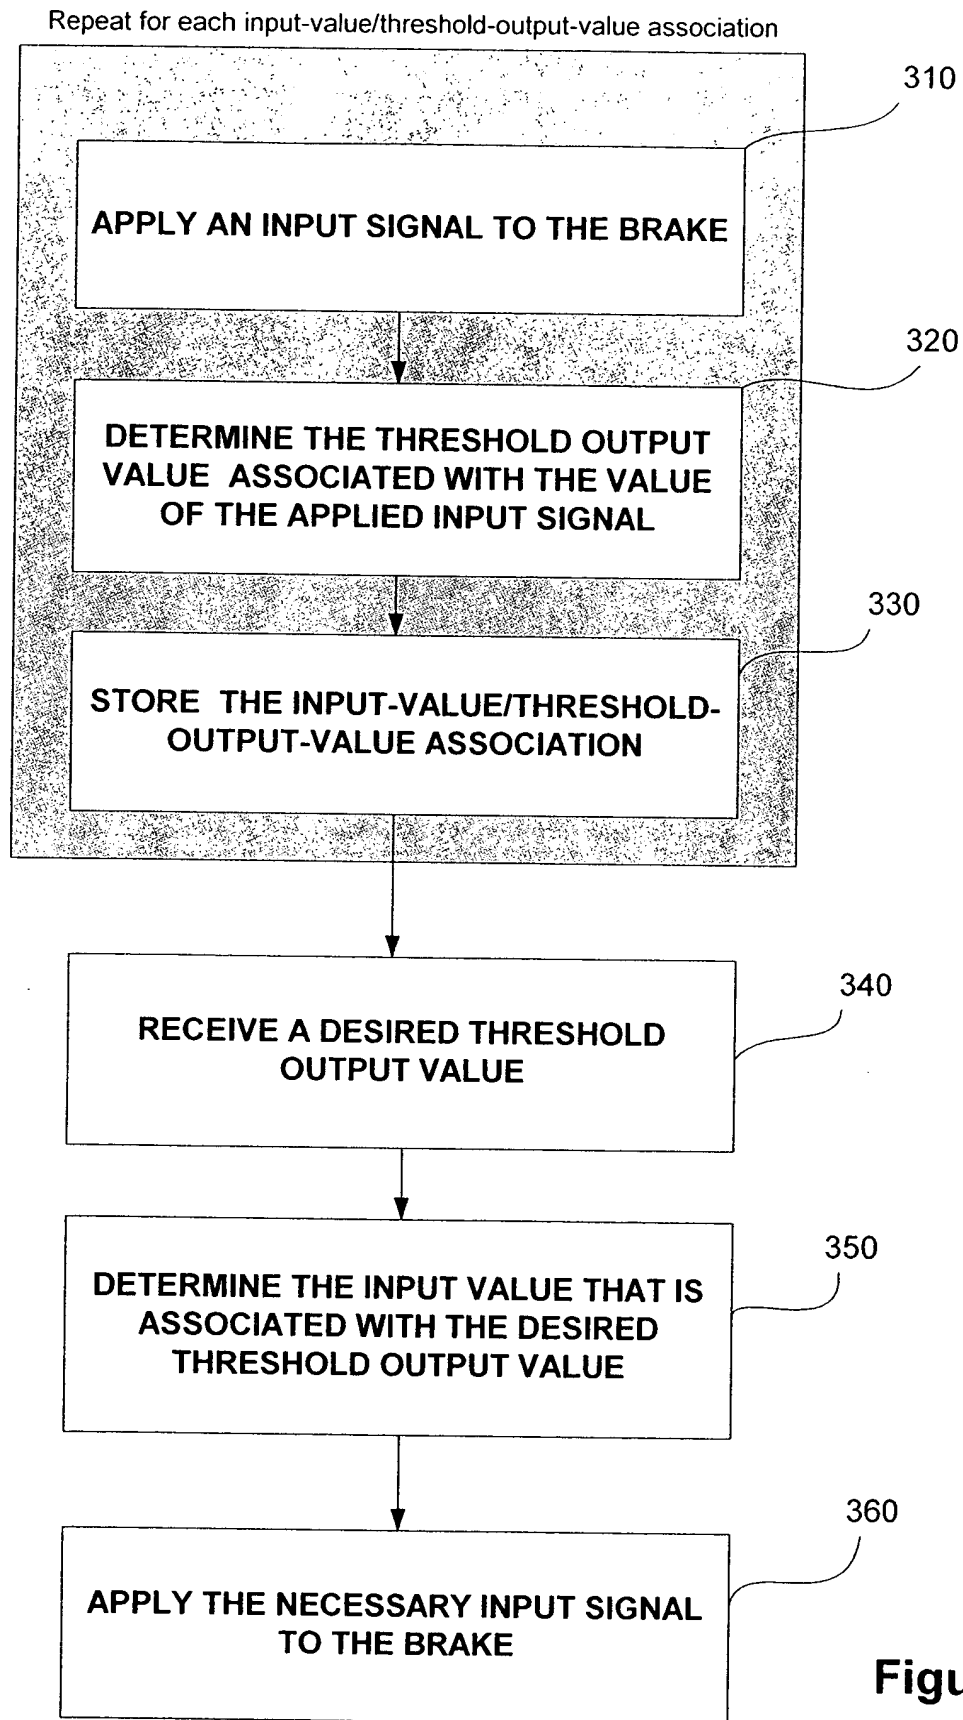 Repeat for each input-value/threshold-output-value association
310
APPLY AN INPUT SIGNAL TO THE BRAKE
320
DETERMINE THE THRESHOLD OUTPUT
VALUE ASSOCIATED WITH THE VALUE
OF THE APPLIED INPUT SIGNAL
330
STORE THE INPUT-VALUE/THRESHOLD-
OUTPUT-VALUE ASSOCIATION
340
RECEIVE A DESIRED THRESHOLD
OUTPUT VALUE
350
DETERMINE THE INPUT VALUE THAT IS
ASSOCIATED WITH THE DESIRED
THRESHOLD OUTPUT VALUE
360
APPLY THE NECESSARY INPUT SIGNAL
TO THE BRAKE